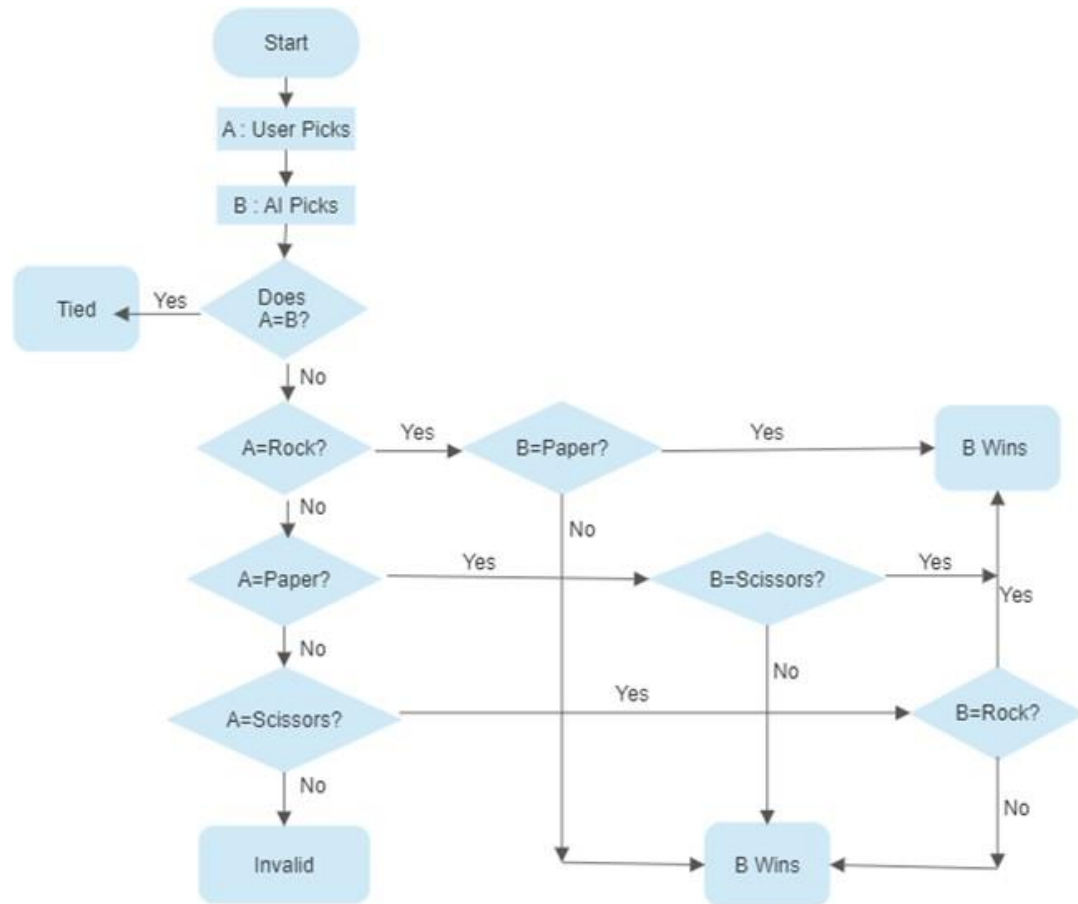 Start
A : User Picks
B : AI Picks
Does
A=B?
Yes
Tied
No
A=Rock?
Yes
B=Paper?
Yes
B Wins
No
No
A=Paper?
Yes
B=Scissors?
Yes
Yes
No
No
A=Scissors?
Yes
B=Rock?
No
No
Invalid
B Wins